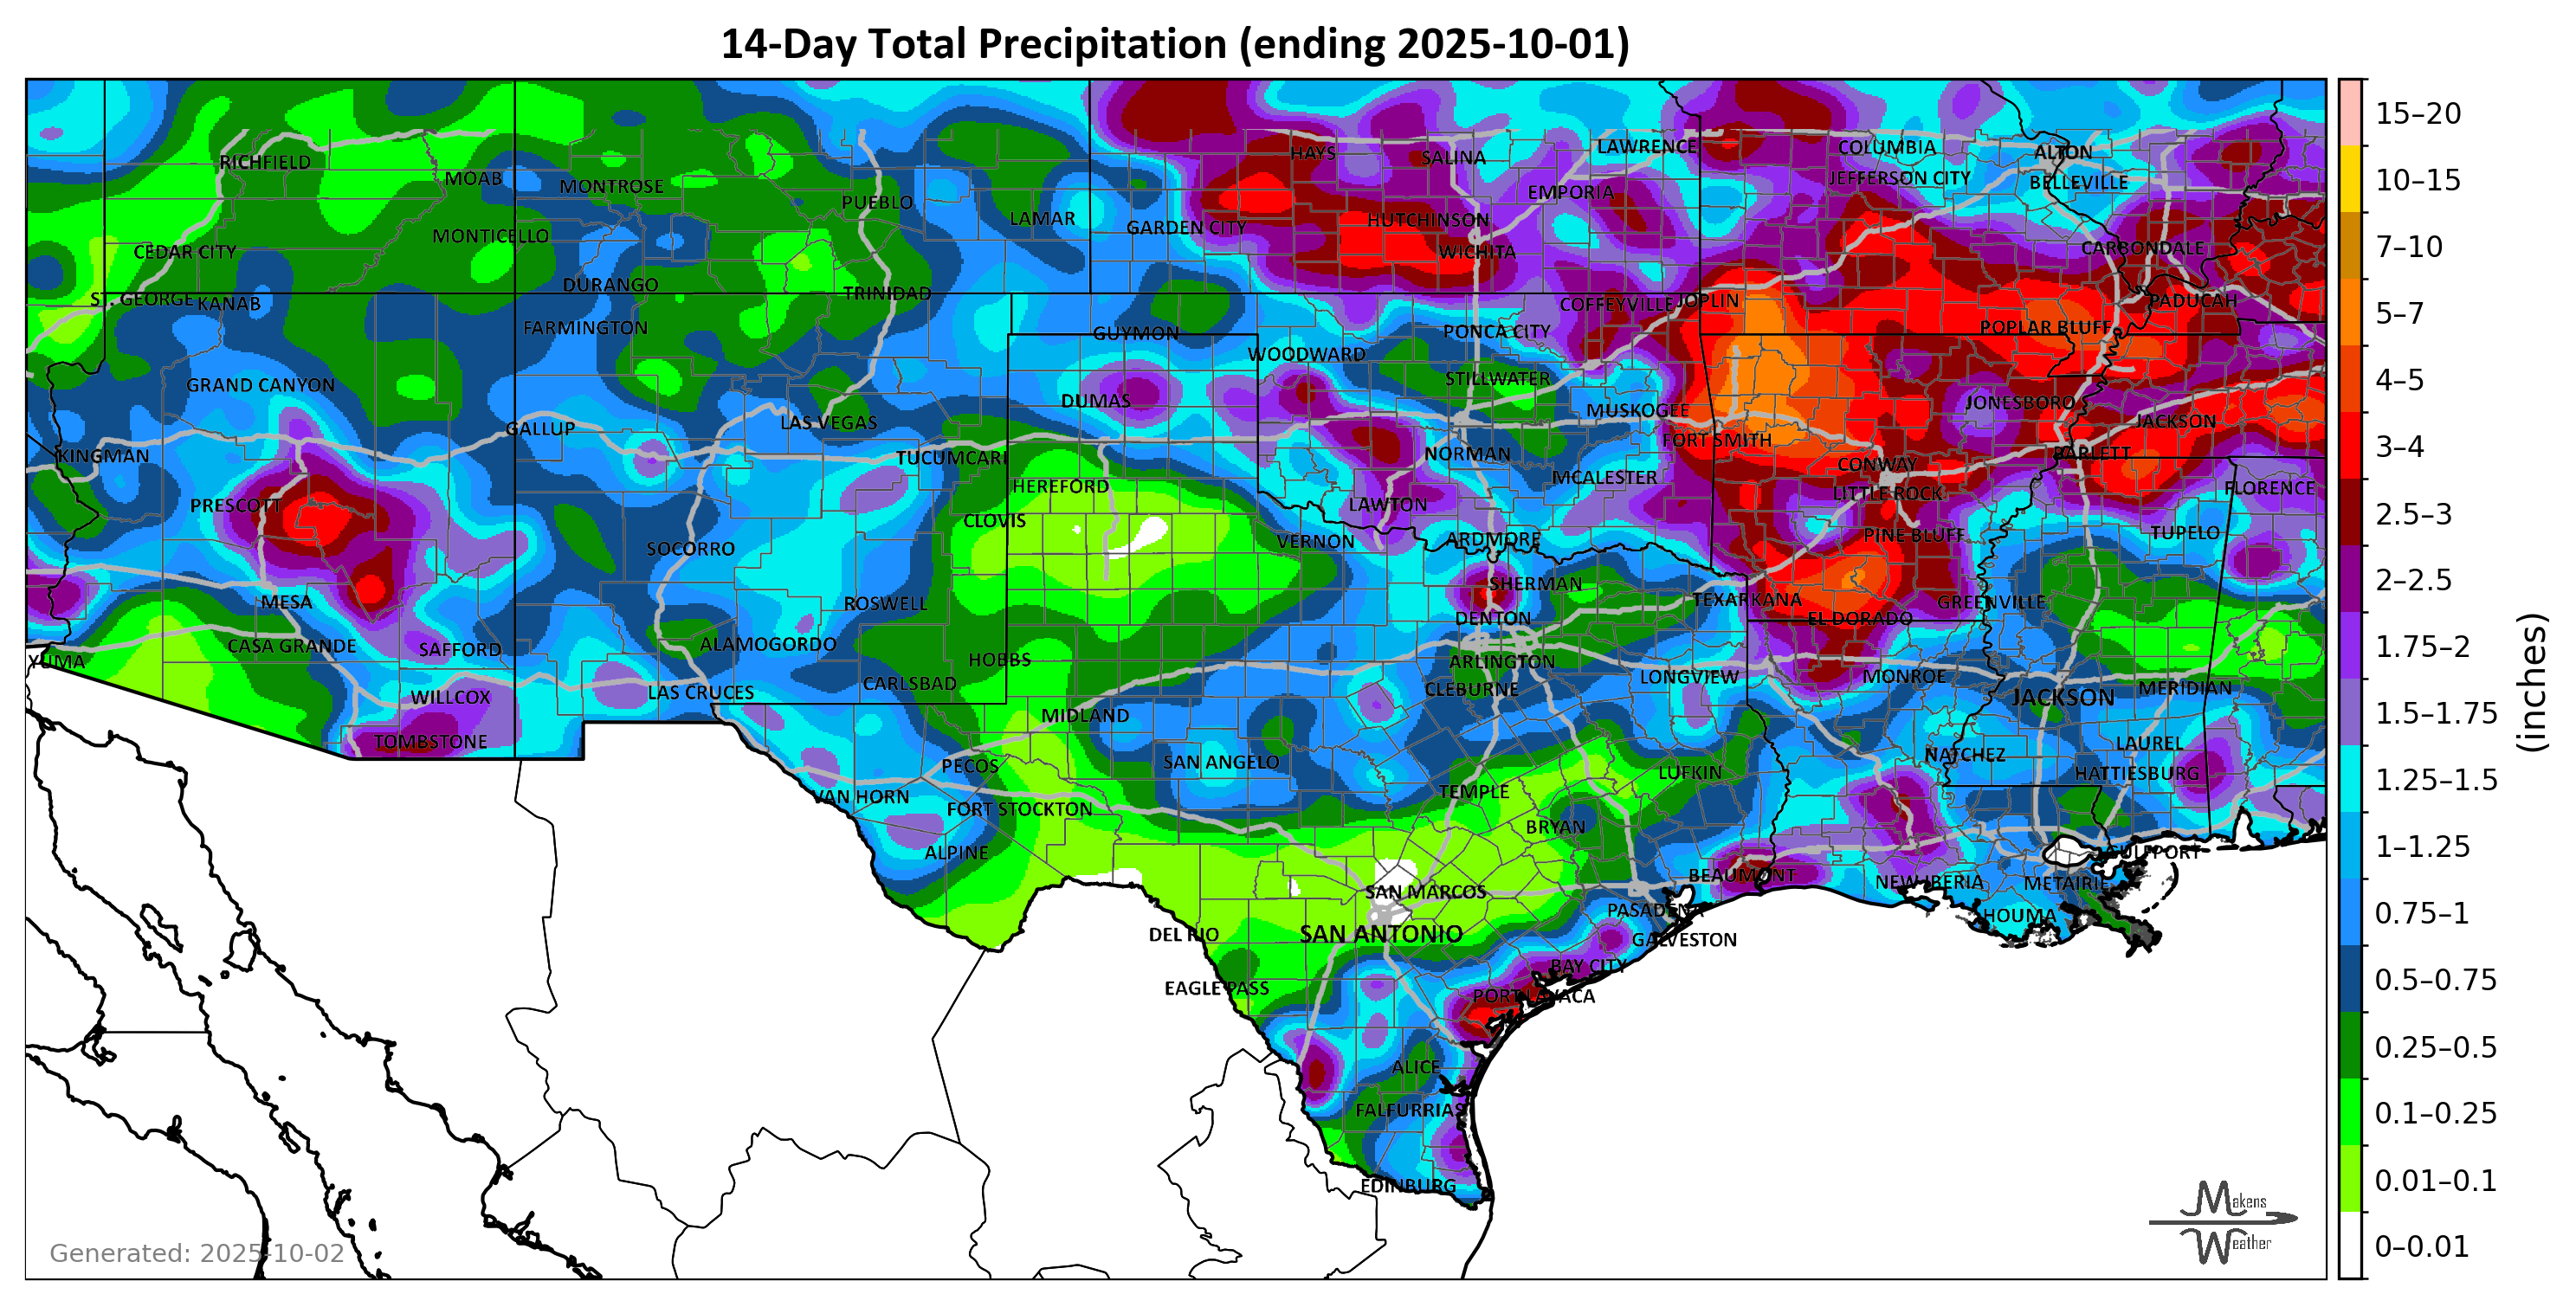 14-Day Total Precipitation (ending 2025-10-01)
RICHFIELD
MOAB
MONTROSE
PUEBLO
LAMAR
HAYS
SALINA
LAWRENCE
COLUMBIA
ALTON
JEFFERSON CITY
BELLEVILLE
EMPORIA
GARDEN CITY
HUTCHINSON
WICHITA
CEDAR CITY
MONTICELLO
CARBONDALE
DURANGO
TRINIDAD
ST. GEORGE
KANAB
COFFEYVILLE
JOPLIN
PADUCAH
FARMINGTON
GUYMON
PONCA CITY
POPLAR BLUFF
WOODWARD
STILLWATER
GRAND CANYON
DUMAS
MUSKOGEE
JONESBORO
JACKSON
GALLUP
LAS VEGAS
FORT SMITH
KINGMAN
TUCUMCARI
NORMAN
BARLETT
CONWAY
MCALESTER
HEREFORD
PRESCOTT
LAWTON
LITTLE ROCK
FLORENCE
CLOVIS
SOCORRO
VERNON
ARDMORE
PINE BLUFF
TUPELO
SHERMAN
MESA
ROSWELL
TEXARKANA
GREENVILLE
DENTON
EL DORADO
CASA GRANDE
SAFFORD
ALAMOGORDO
HOBBS
ARLINGTON
YUMA
WILLCOX
LAS CRUCES
CARLSBAD
CLEBURNE
LONGVIEW
MONROE
JACKSON
MERIDIAN
MIDLAND
TOMBSTONE
PECOS
SAN ANGELO
LUFKIN
NATCHEZ
LAUREL
HATTIESBURG
VAN HORN
FORT STOCKTON
TEMPLE
BRYAN
ALPINE
GULFPORT
SAN MARCOS
BEAUMONT
NEW IBERIA
METAIRIE
PASADENA
HOUMA
DEL RIO
SAN ANTONIO
GALVESTON
BAY CITY
EAGLE PASS
PORT LAVACA
ALICE
FALFURRIAS
EDINBURG
Generated: 2025-10-02
Makens
Weather
15–20
10–15
7–10
5–7
4–5
3–4
2.5–3
2–2.5
1.75–2
1.5–1.75
1.25–1.5
1–1.25
0.75–1
0.5–0.75
0.25–0.5
0.1–0.25
0.01–0.1
0–0.01
(inches)